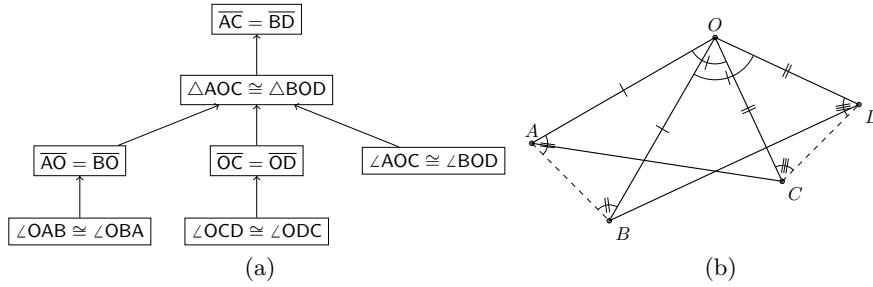 AC = BD
△AOC ≅ △BOD
AO = BO
OC = OD
∠AOC ≅ ∠BOD
∠OAB ≅ ∠OBA
∠OCD ≅ ∠ODC
(a)
O
A
B
C
(b)